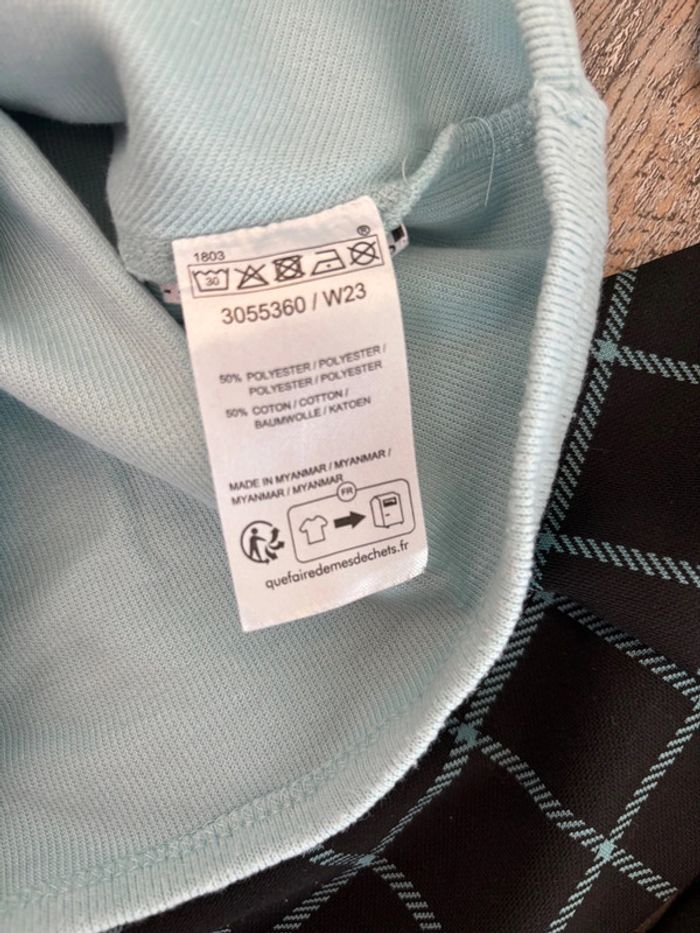 1803
®
30
3055360 / W23
50% POLYESTER / POLYESTER /
POLYESTER / POLYESTER
50% COTON / COTTON /
BAUMWOLLE / KATOEN
MADE IN MYANMAR / MYANMAR /
MYANMAR / MYANMAR
FR
quefairedemesdechets.fr